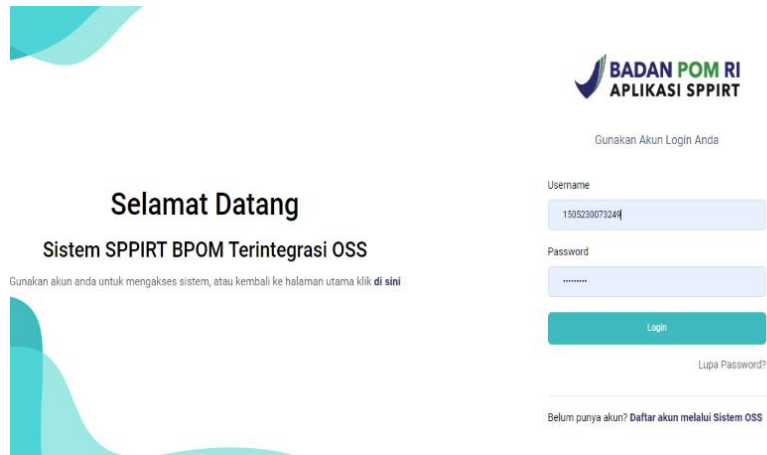 BADAN POM RI
APLIKASI SPPIRT
Gunakan Akun Login Anda
Selamat Datang
Sistem SPPIRT BPOM Terintegrasi OSS
Gunakan akun anda untuk mengakses sistem, atau kembali ke halaman utama klik di sini
Username
1505230073249
Password
•••••••••
Login
Lupa Password?
Belum punya akun? Daftar akun melalui Sistem OSS